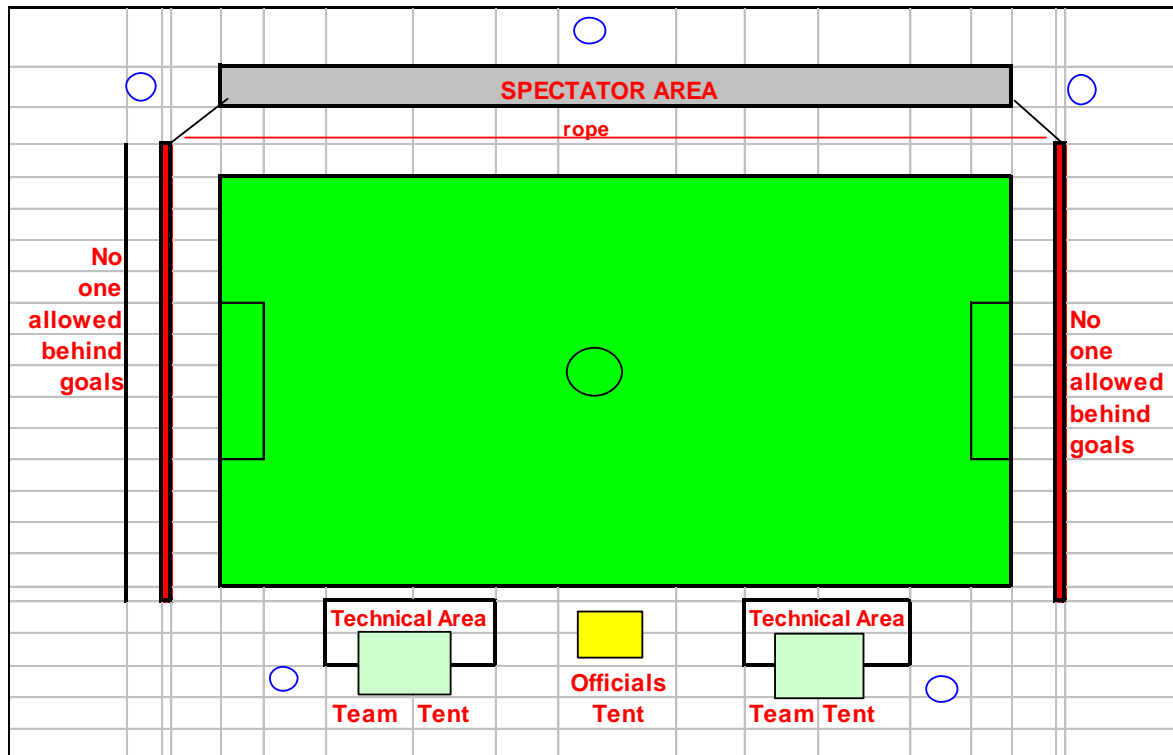 SPECTATOR AREA
rope
No
one
allowed
behind
goals
No
one
allowed
behind
goals
Technical Area
Technical Area
Officials
Tent
Team Tent
Team Tent